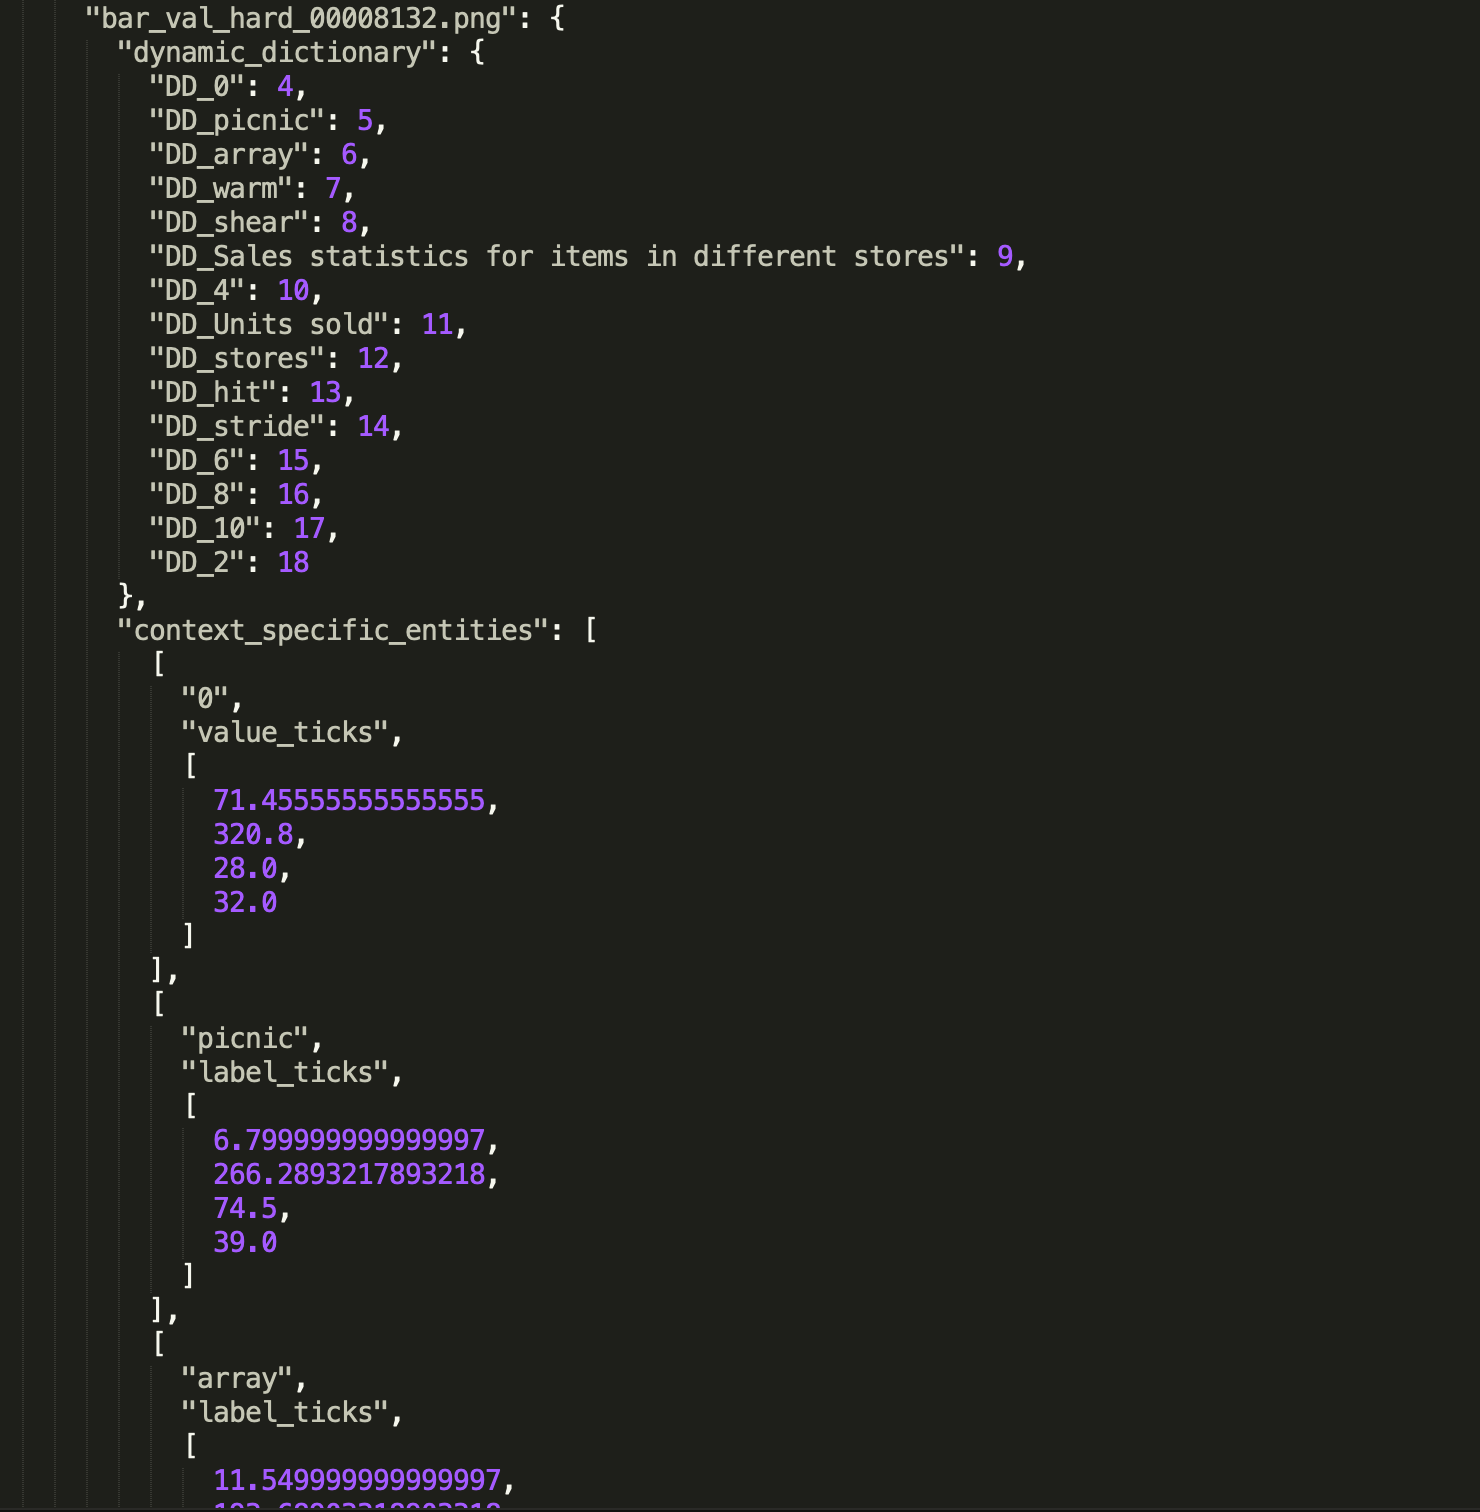 "bar_val_hard_00008132.png": {
"dynamic_dictionary": {
"DD_0": 4,
"DD_picnic": 5,
"DD_array": 6,
"DD_warm": 7,
"DD_shear": 8,
"DD_Sales statistics for items in different stores": 9,
"DD_4": 10,
"DD_Units sold": 11,
"DD_stores": 12,
"DD_hit": 13,
"DD_stride": 14,
"DD_6": 15,
"DD_8": 16,
"DD_10": 17,
"DD_2": 18
},
"context_specific_entities": [
[
"0",
"value_ticks",
[
71.45555555555555,
320.8,
28.0,
32.0
]
],
[
"picnic",
"label_ticks",
[
6.799999999999997,
266.2893217893218,
74.5,
39.0
]
],
[
"array",
"label_ticks",
[
11.549999999999997,